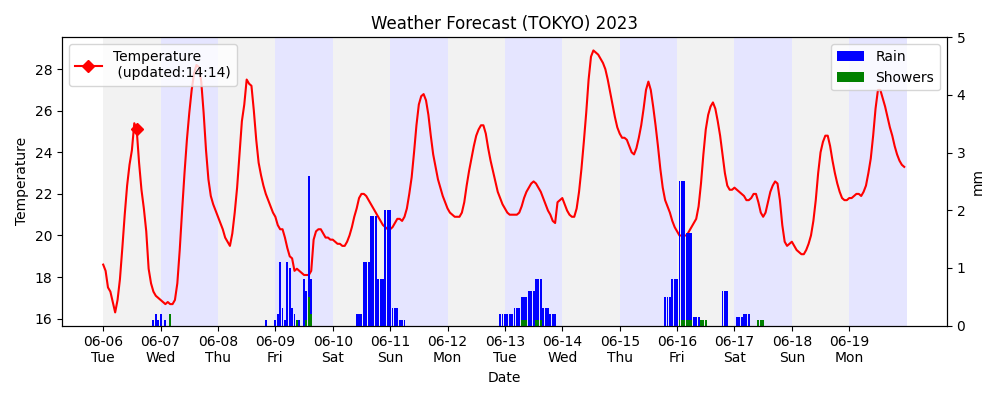 Weather Forecast (TOKYO) 2023
Temperature
(updated:14:14)
Rain
Showers
Temperature
28
26
24
22
20
18
16
5
4
3
2
1
0
mm
06-06 06-07 06-08 06-09 06-10 06-11 06-12 06-13 06-14 06-15 06-16 06-17 06-18 06-19
Tue Wed Thu Fri Sat Sun Mon Tue Wed Thu Fri Sat Sun Mon
Date